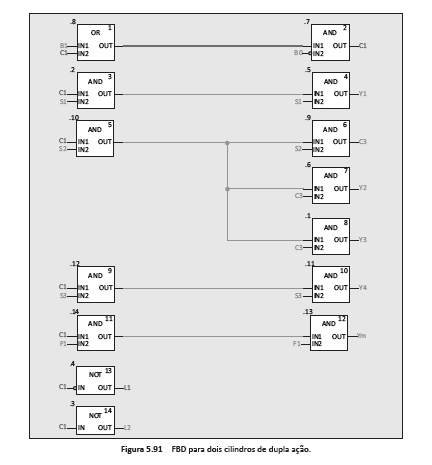 .8
OR 1
B1 IN1 OUT
C1 IN2
.7
AND 2
IN1 OUT C1
B0 IN2
.2
AND 3
C1 IN1 OUT
S1 IN2
.5
AND 4
IN1 OUT Y1
S1 IN2
.10
AND 5
C1 IN1 OUT
S2 IN2
.9
AND 6
IN1 OUT C3
S2 IN2
.6
AND 7
IN1 OUT Y2
C3 IN2
.1
AND 8
IN1 OUT Y3
C3 IN2
.12
AND 9
C1 IN1 OUT
S3 IN2
.11
AND 10
IN1 OUT Y4
S3 IN2
.14
AND 11
C1 IN1 OUT
F1 IN2
.13
AND 12
IN1 OUT Ym
F1 IN2
.4
NOT 13
C1 IN OUT L1
.3
NOT 14
C1 IN OUT L2
Figura 5.91 FBD para dois cilindros de dupla ação.